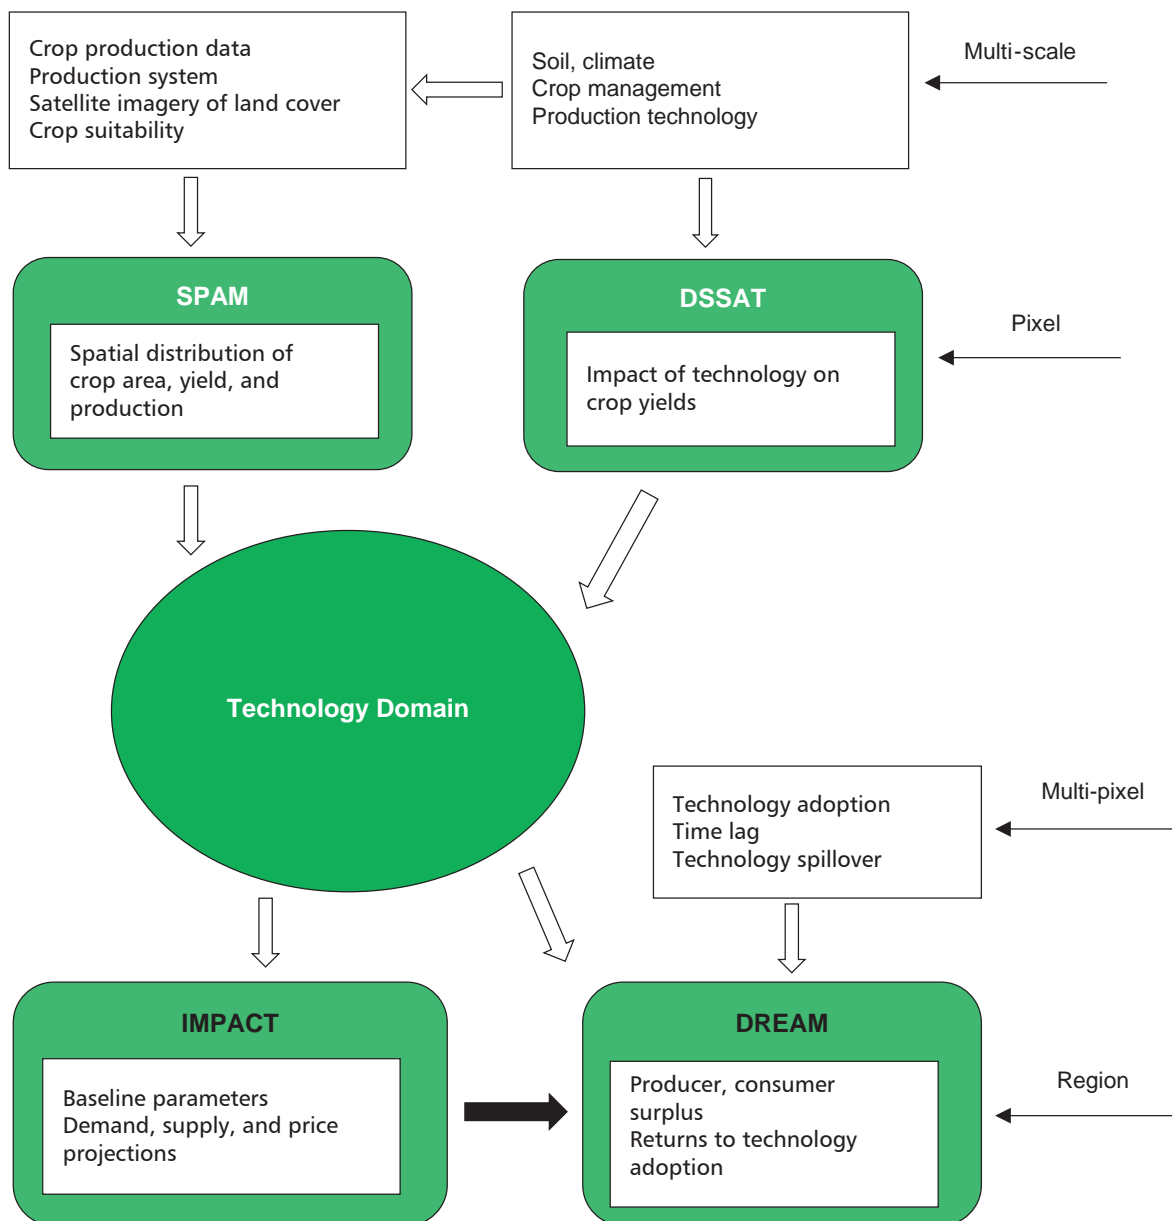 Crop production data
Production system
Satellite imagery of land cover
Crop suitability
Soil, climate
Crop management
Production technology
Multi-scale
SPAM
Spatial distribution of
crop area, yield, and
production
DSSAT
Impact of technology on
crop yields
Pixel
Technology Domain
Technology adoption
Time lag
Technology spillover
Multi-pixel
IMPACT
Baseline parameters
Demand, supply, and price
projections
DREAM
Producer, consumer
surplus
Returns to technology
adoption
Region